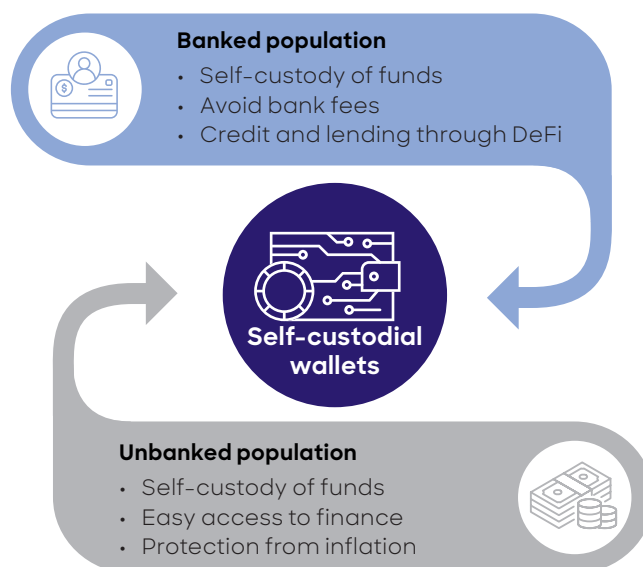 Banked population
• Self-custody of funds
• Avoid bank fees
• Credit and lending through DeFi
$
Self-custodial
wallets
Unbanked population
• Self-custody of funds
• Easy access to finance
• Protection from inflation